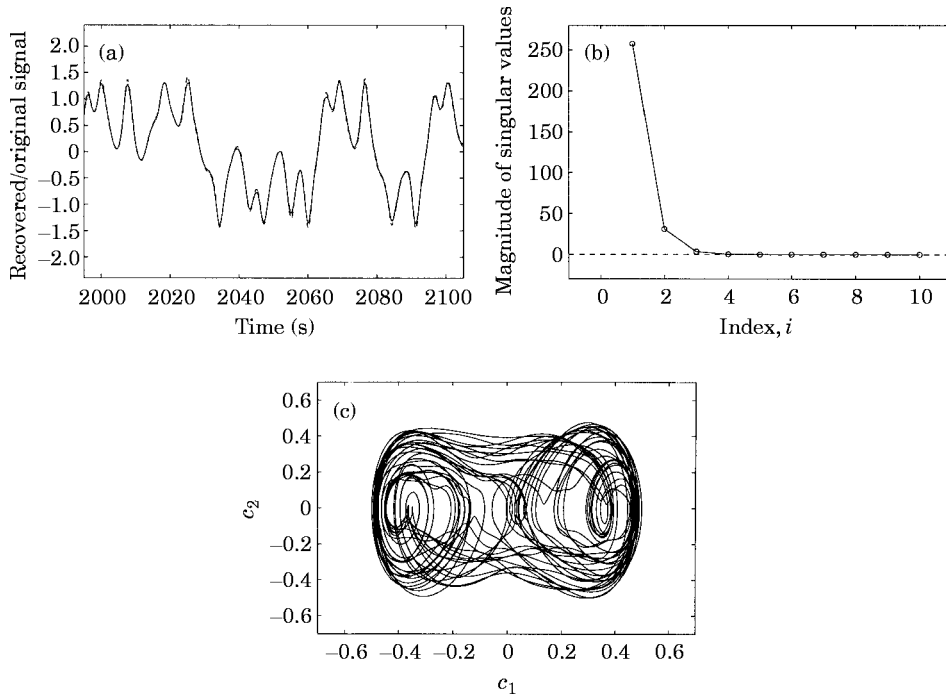 (a)
Recovered/original signal
2.0
1.5
1.0
0.5
0
−0.5
−1.0
−1.5
−2.0
2000 2020 2040 2060 2080 2100
Time (s)
(b)
Magnitude of singular values
250
200
150
100
50
0
0 2 4 6 8 10
Index, i
(c)
c2
0.6
0.4
0.2
0
−0.2
−0.4
−0.6
−0.6 −0.4 −0.2 0 0.2 0.4 0.6
c1